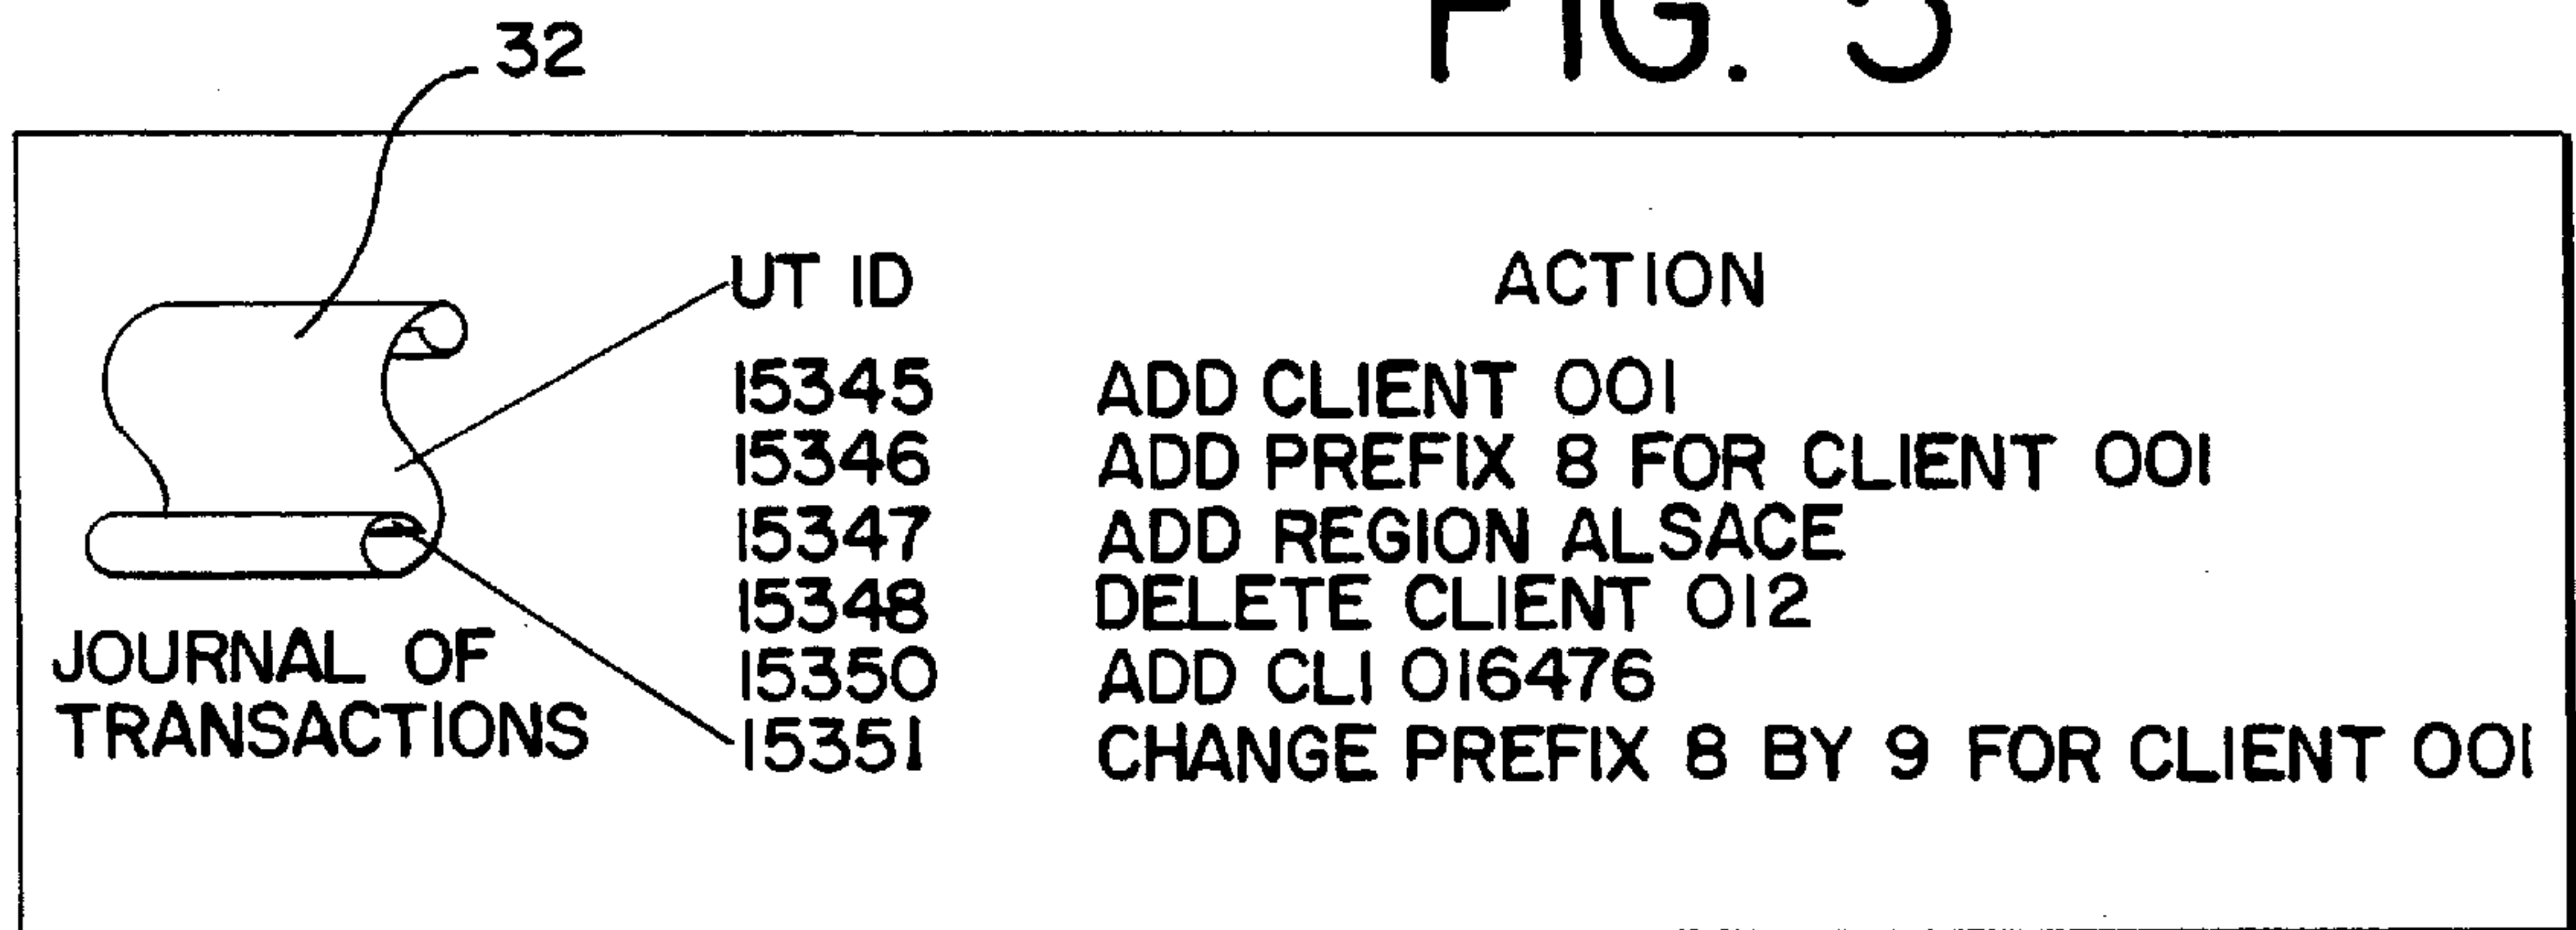 FIG. 5
32
UT ID ACTION
15345 ADD CLIENT 001
15346 ADD PREFIX 8 FOR CLIENT 001
15347 ADD REGION ALSACE
15348 DELETE CLIENT 012
15350 ADD CLI 016476
15351 CHANGE PREFIX 8 BY 9 FOR CLIENT 001
JOURNAL OF
TRANSACTIONS